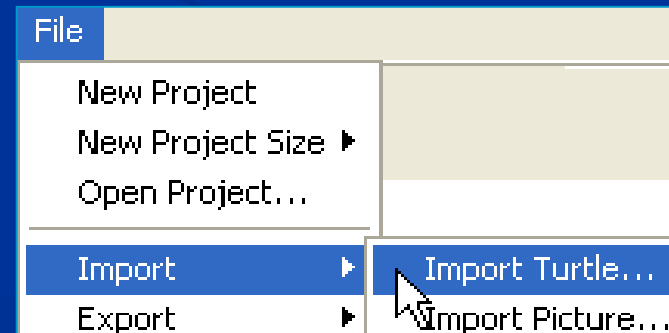 File
New Project
New Project Size
Open Project...
Import
Import Turtle...
Export
Import Picture...